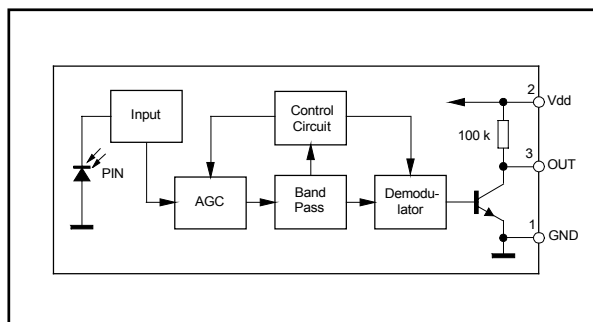 Input
PIN
AGC
Control
Circuit
Band
Pass
Demodu-
lator
2
Vdd
100 k
3
OUT
1
GND